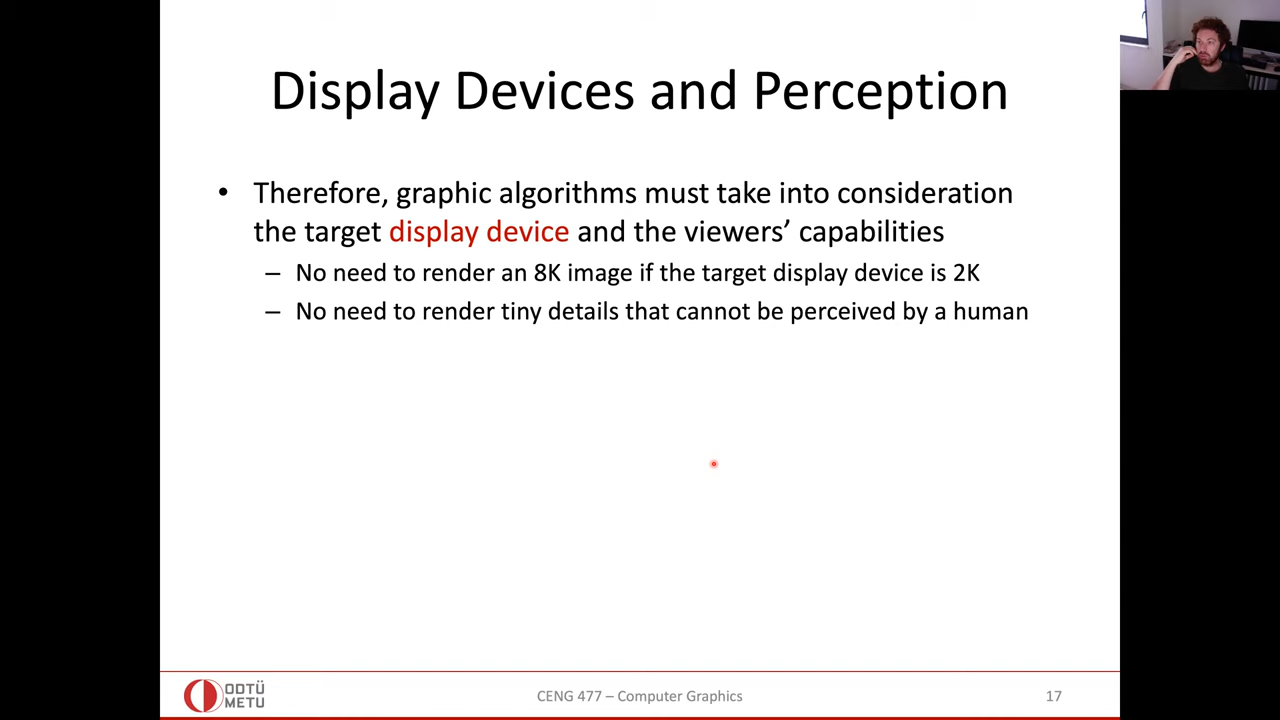 Display Devices and Perception
• Therefore, graphic algorithms must take into consideration
the target display device and the viewers’ capabilities
– No need to render an 8K image if the target display device is 2K
– No need to render tiny details that cannot be perceived by a human
ODTÜ
METU
CENG 477 – Computer Graphics
17